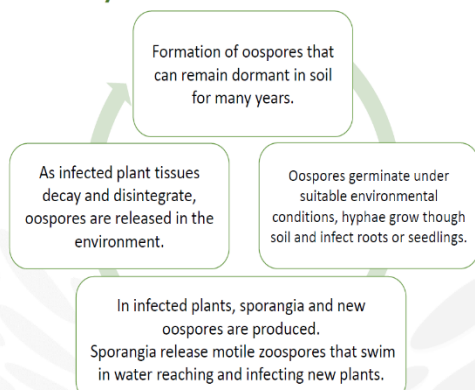 Formation of oospores that
can remain dormant in soil
for many years.
As infected plant tissues
decay and disintegrate,
oospores are released in the
environment.
Oospores germinate under
suitable environmental
conditions, hyphae grow though
soil and infect roots or seedlings.
In infected plants, sporangia and new
oospores are produced.
Sporangia release motile zoospores that swim
in water reaching and infecting new plants.